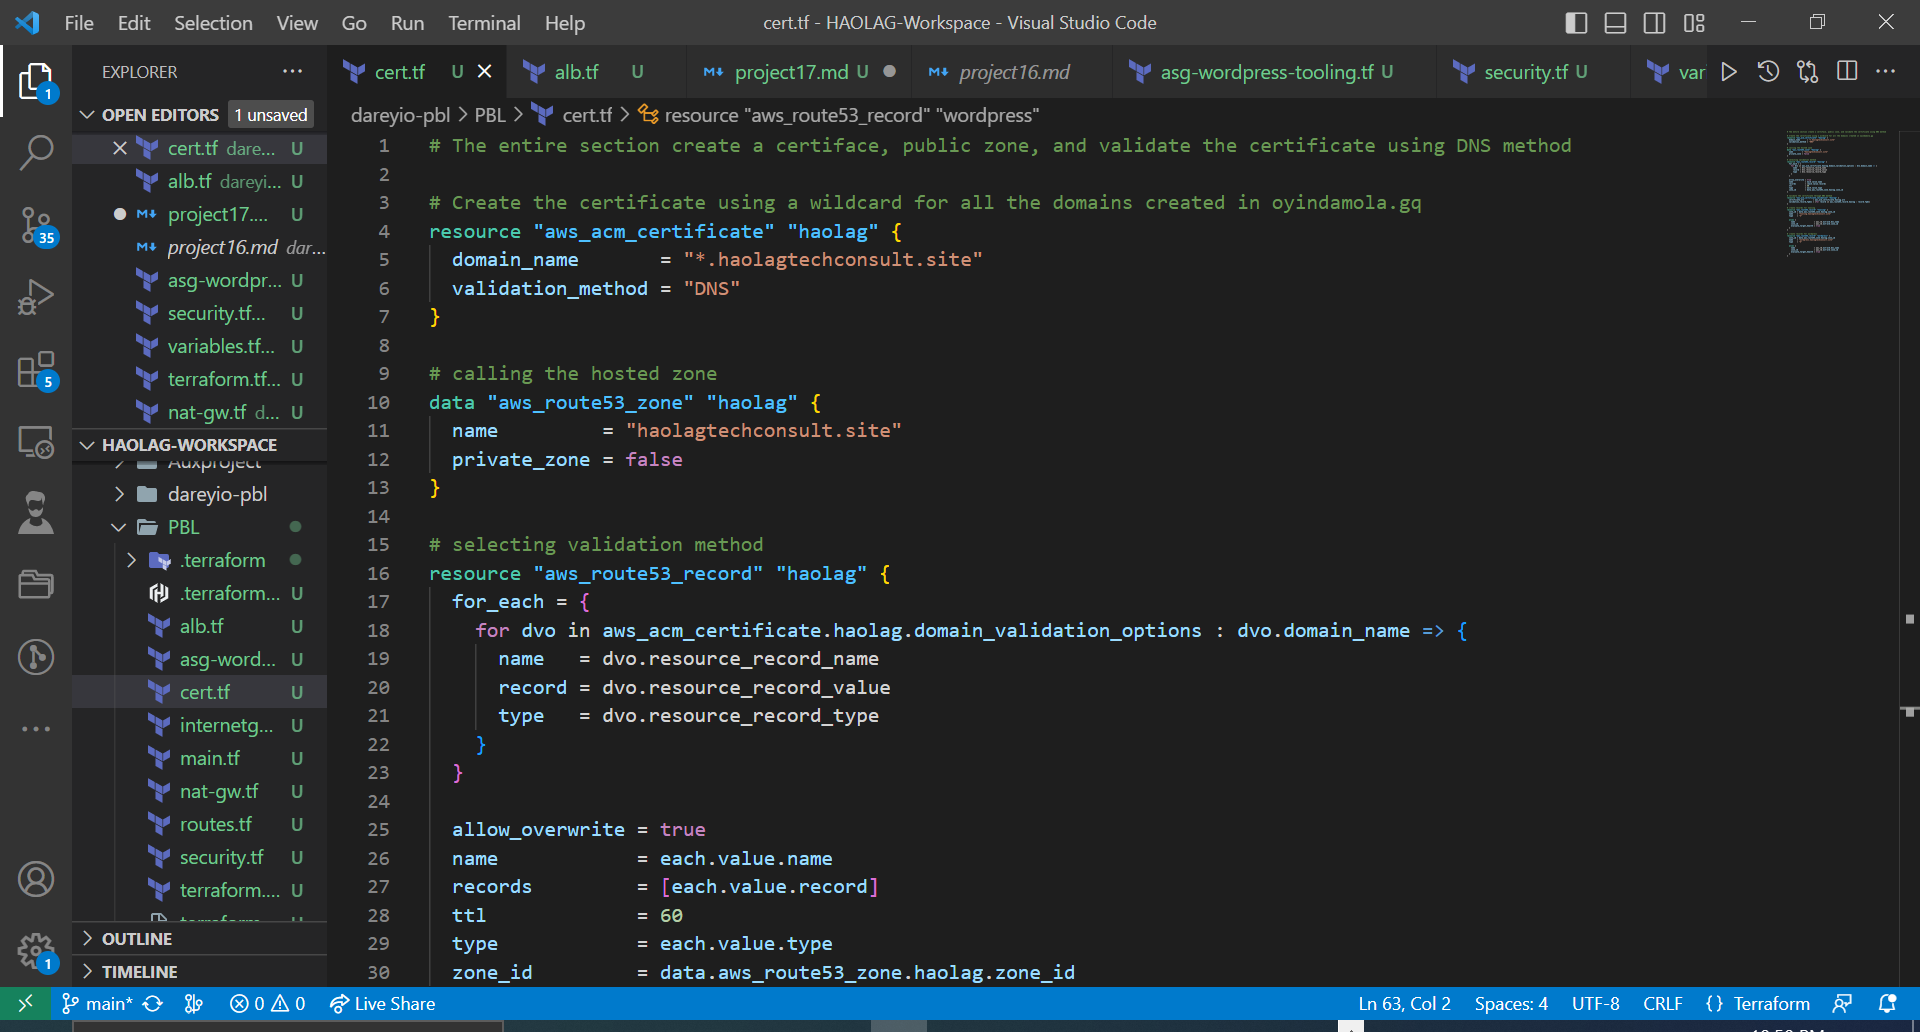 File Edit Selection View Go Run Terminal Help
cert.tf - HAOLAG-Workspace - Visual Studio Code
EXPLORER
OPEN EDITORS 1 unsaved
cert.tf dare... U
alb.tf dareyi... U
project17.... U
project16.md dar...
asg-wordpr... U
security.tf... U
variables.tf... U
terraform.tf... U
nat-gw.tf d... U
HAOLAG-WORKSPACE
Auxproject
dareyio-pbl
PBL
.terraform
.terraform... U
alb.tf U
asg-word... U
cert.tf U
internetg... U
main.tf U
nat-gw.tf U
routes.tf U
security.tf U
terraform.... U
OUTLINE
TIMELINE
1
35
5
1
cert.tf U
alb.tf U
project17.md U
project16.md
asg-wordpress-tooling.tf U
security.tf U
var
dareyio-pbl > PBL > cert.tf > resource "aws_route53_record" "wordpress"
1 # The entire section create a certiface, public zone, and validate the certificate using DNS method
2
3 # Create the certificate using a wildcard for all the domains created in oyindamola.gq
4 resource "aws_acm_certificate" "haolag" {
5   domain_name       = "*.haolagtechconsult.site"
6   validation_method = "DNS"
7 }
8
9 # calling the hosted zone
10 data "aws_route53_zone" "haolag" {
11   name         = "haolagtechconsult.site"
12   private_zone = false
13 }
14
15 # selecting validation method
16 resource "aws_route53_record" "haolag" {
17   for_each = {
18     for dvo in aws_acm_certificate.haolag.domain_validation_options : dvo.domain_name => {
19       name   = dvo.resource_record_name
20       record = dvo.resource_record_value
21       type   = dvo.resource_record_type
22     }
23   }
24
25   allow_overwrite = true
26   name            = each.value.name
27   records         = [each.value.record]
28   ttl             = 60
29   type            = each.value.type
30   zone_id         = data.aws_route53_zone.haolag.zone_id
main* 0 0 Live Share
Ln 63, Col 2 Spaces: 4 UTF-8 CRLF {} Terraform